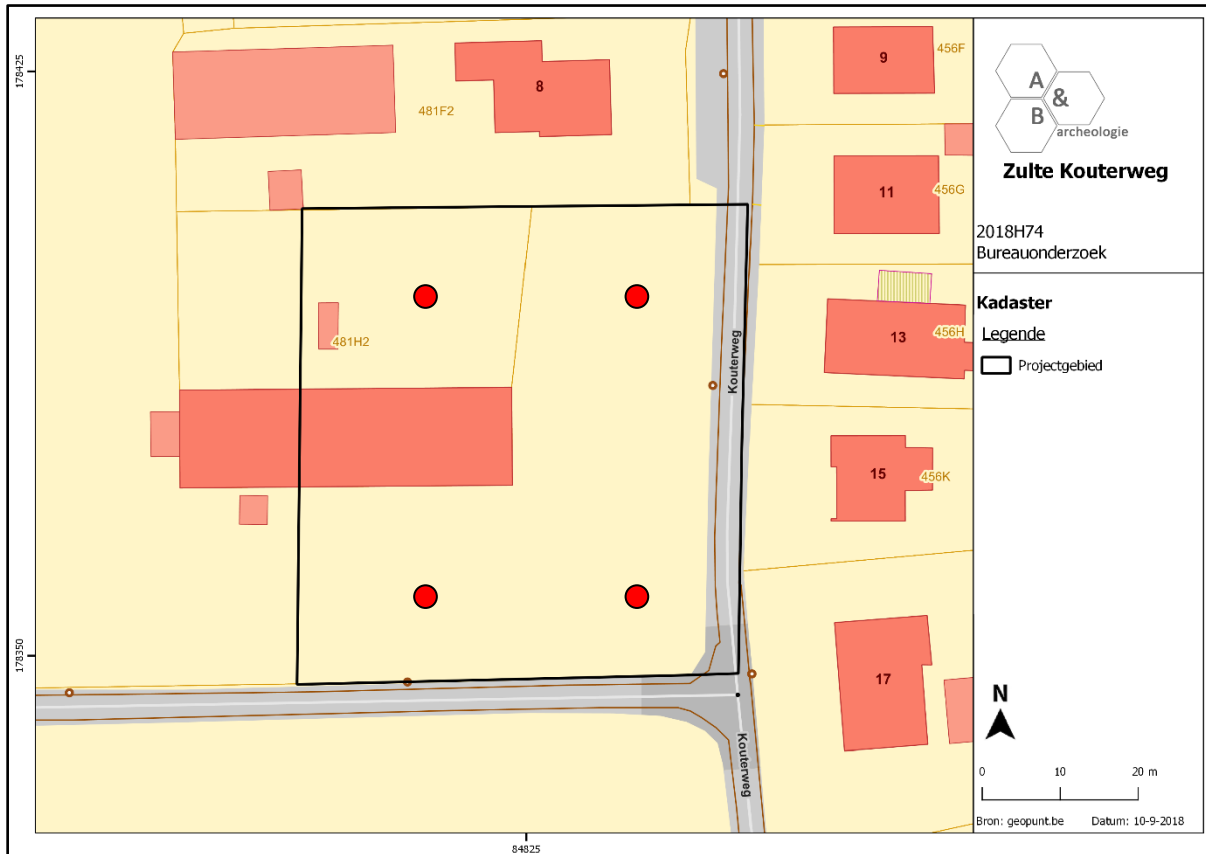 178425
178350
84825
8
481F2
481H2
Kouterweg
Kouterweg
9
456F
11
456G
13
456H
15
456K
17
A
&
B
archeologie
Zulte Kouterweg
2018H74
Bureauonderzoek
Kadaster
Legende
Projectgebied
N
0 10 20 m
Bron: geopunt.be Datum: 10-9-2018